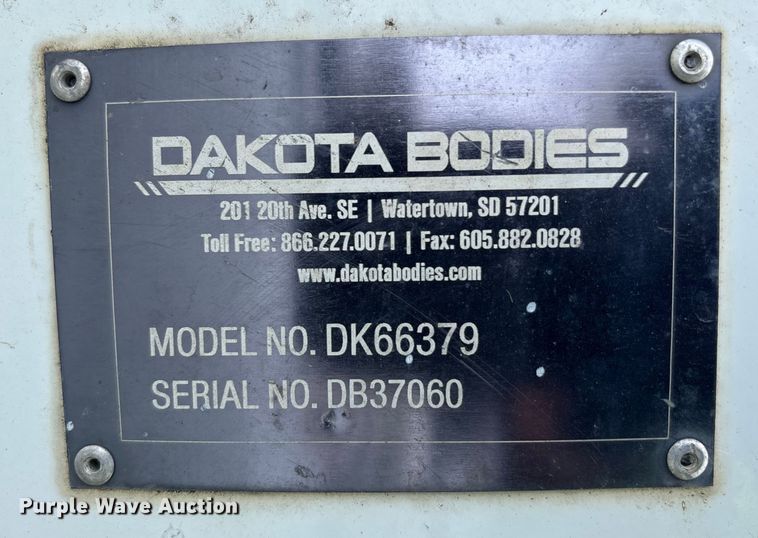 DAKOTA BODIES
201 20th Ave. SE | Watertown, SD 57201
Toll Free: 866.227.0071 | Fax: 605.882.0828
www.dakotabodies.com
MODEL NO. DK66379
SERIAL NO. DB37060
Purple Wave Auction